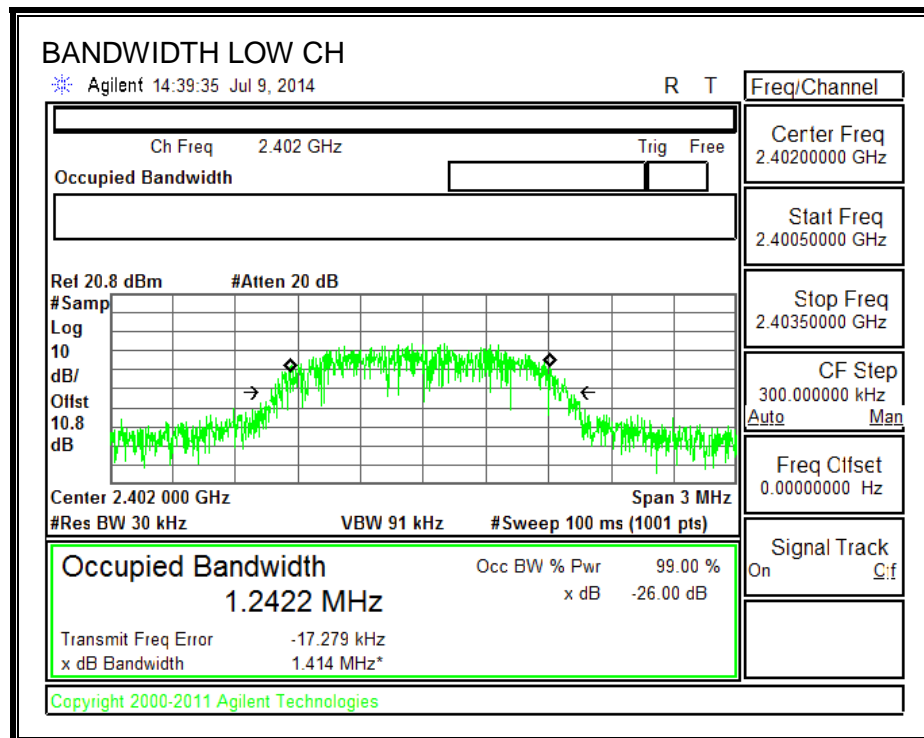 BANDWIDTH LOW CH
Agilent 14:39:35 Jul 9, 2014 R T
Freq/Channel
Ch Freq 2.402 GHz Trig Free
Occupied Bandwidth
Center Freq
2.40200000 GHz
Start Freq
2.40050000 GHz
Stop Freq
2.40350000 GHz
CF Step
300.000000 kHz
Auto Man
Freq Offset
0.00000000 Hz
Signal Track
On Off
Ref 20.8 dBm #Atten 20 dB
#Samp
Log
10
dB/
Offst
10.8
dB
Center 2.402 000 GHz Span 3 MHz
#Res BW 30 kHz VBW 91 kHz #Sweep 100 ms (1001 pts)
Occupied Bandwidth Occ BW % Pwr 99.00 %
1.2422 MHz x dB -26.00 dB
Transmit Freq Error -17.279 kHz
x dB Bandwidth 1.414 MHz*
Copyright 2000-2011 Agilent Technologies